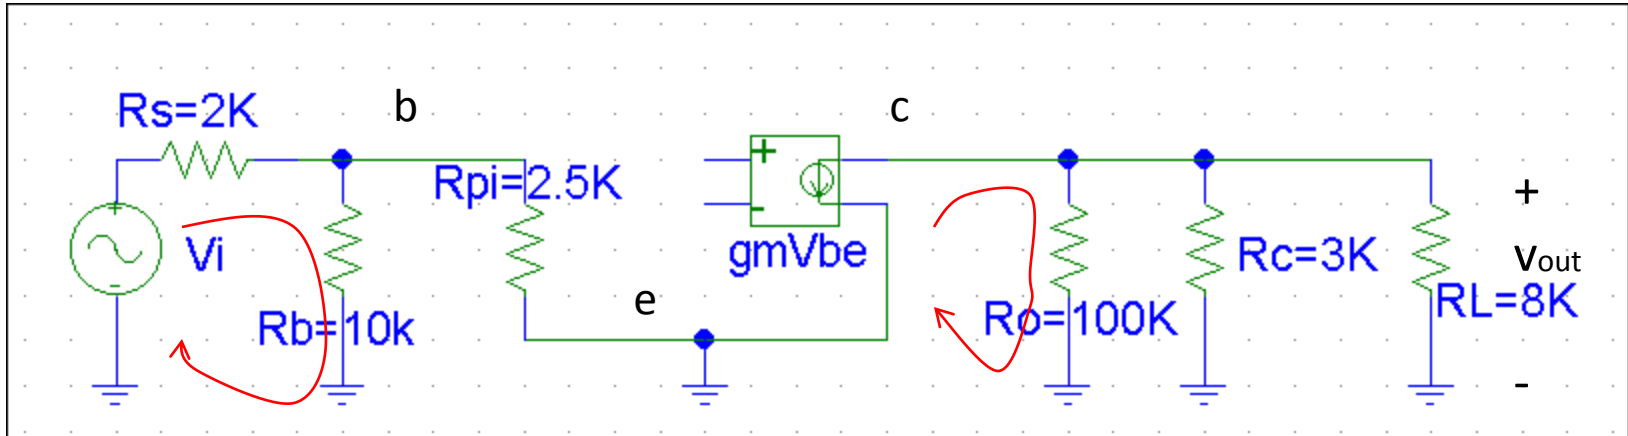 Rs=2K
b
c
+
-
+
-
Rpi=2.5K
+
Vi
-
gmVbe
Rc=3K
vout
e
Rb=10k
Ro=100K
RL=8K
-